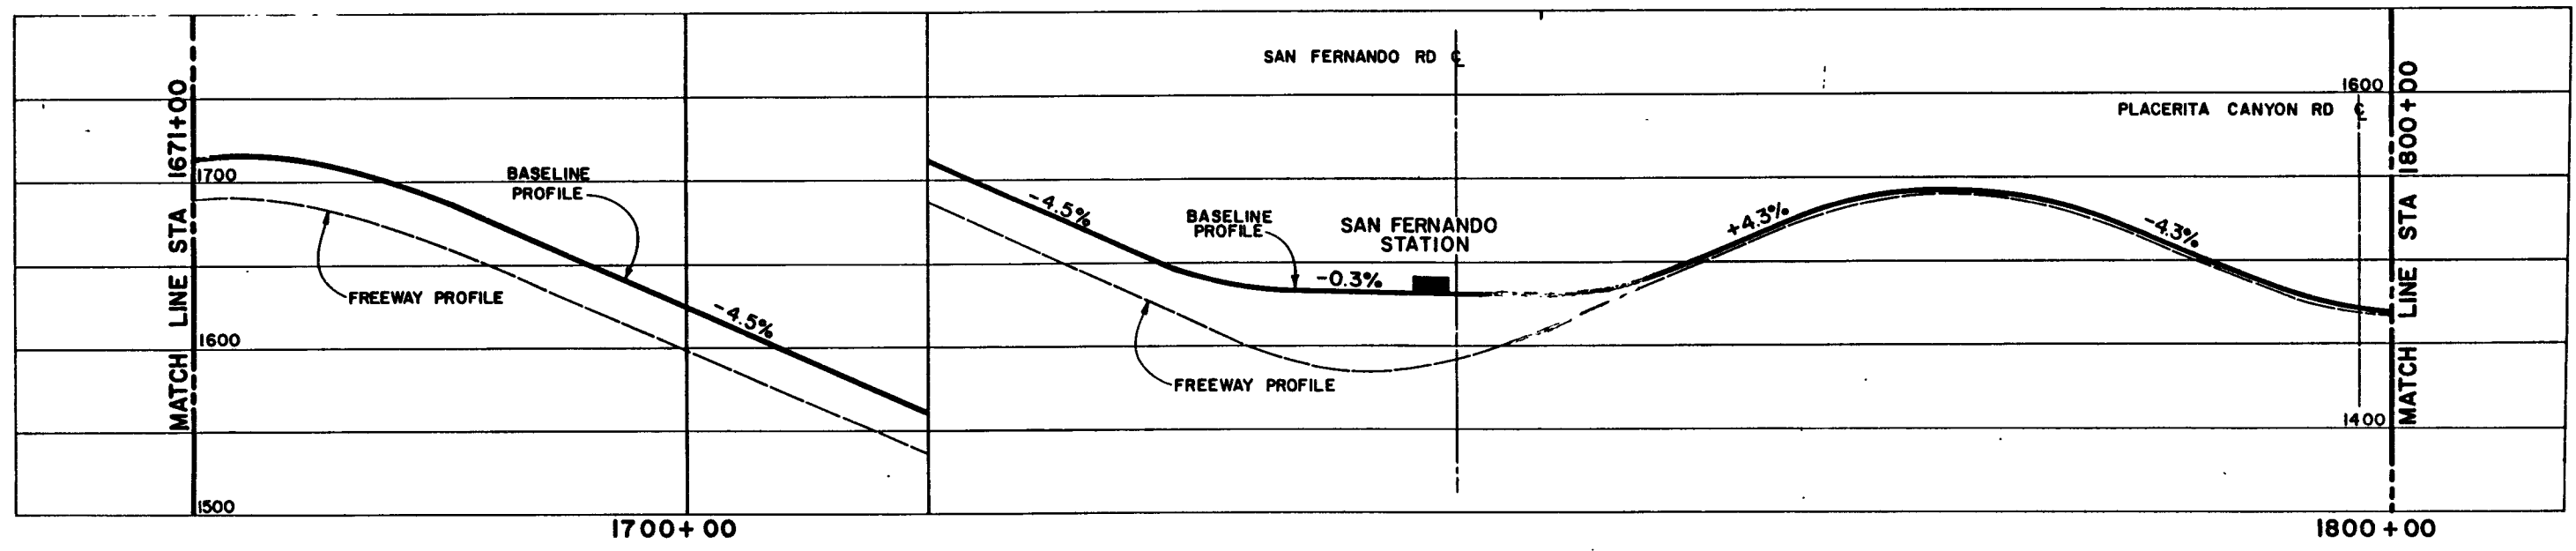 SAN FERNANDO RD ℄
1600
PLACERITA CANYON RD ℄
MATCH LINE STA 1671+00
1700
BASELINE
PROFILE
FREEWAY PROFILE
-4.5%
1600
1500
1700+00
-4.5%
BASELINE
PROFILE
SAN FERNANDO
STATION
-0.3%
FREEWAY PROFILE
+4.3%
-4.3%
1400
MATCH LINE STA 1800+00
1800+00